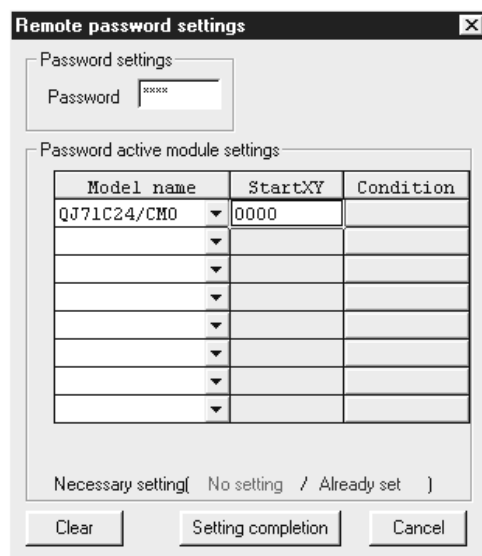 Remote password settings
Password settings
Password xxxx
Password active module settings
Model name StartXY Condition
QJ71C24/CMO 0000
Necessary setting( No setting / Already set )
Clear Setting completion Cancel